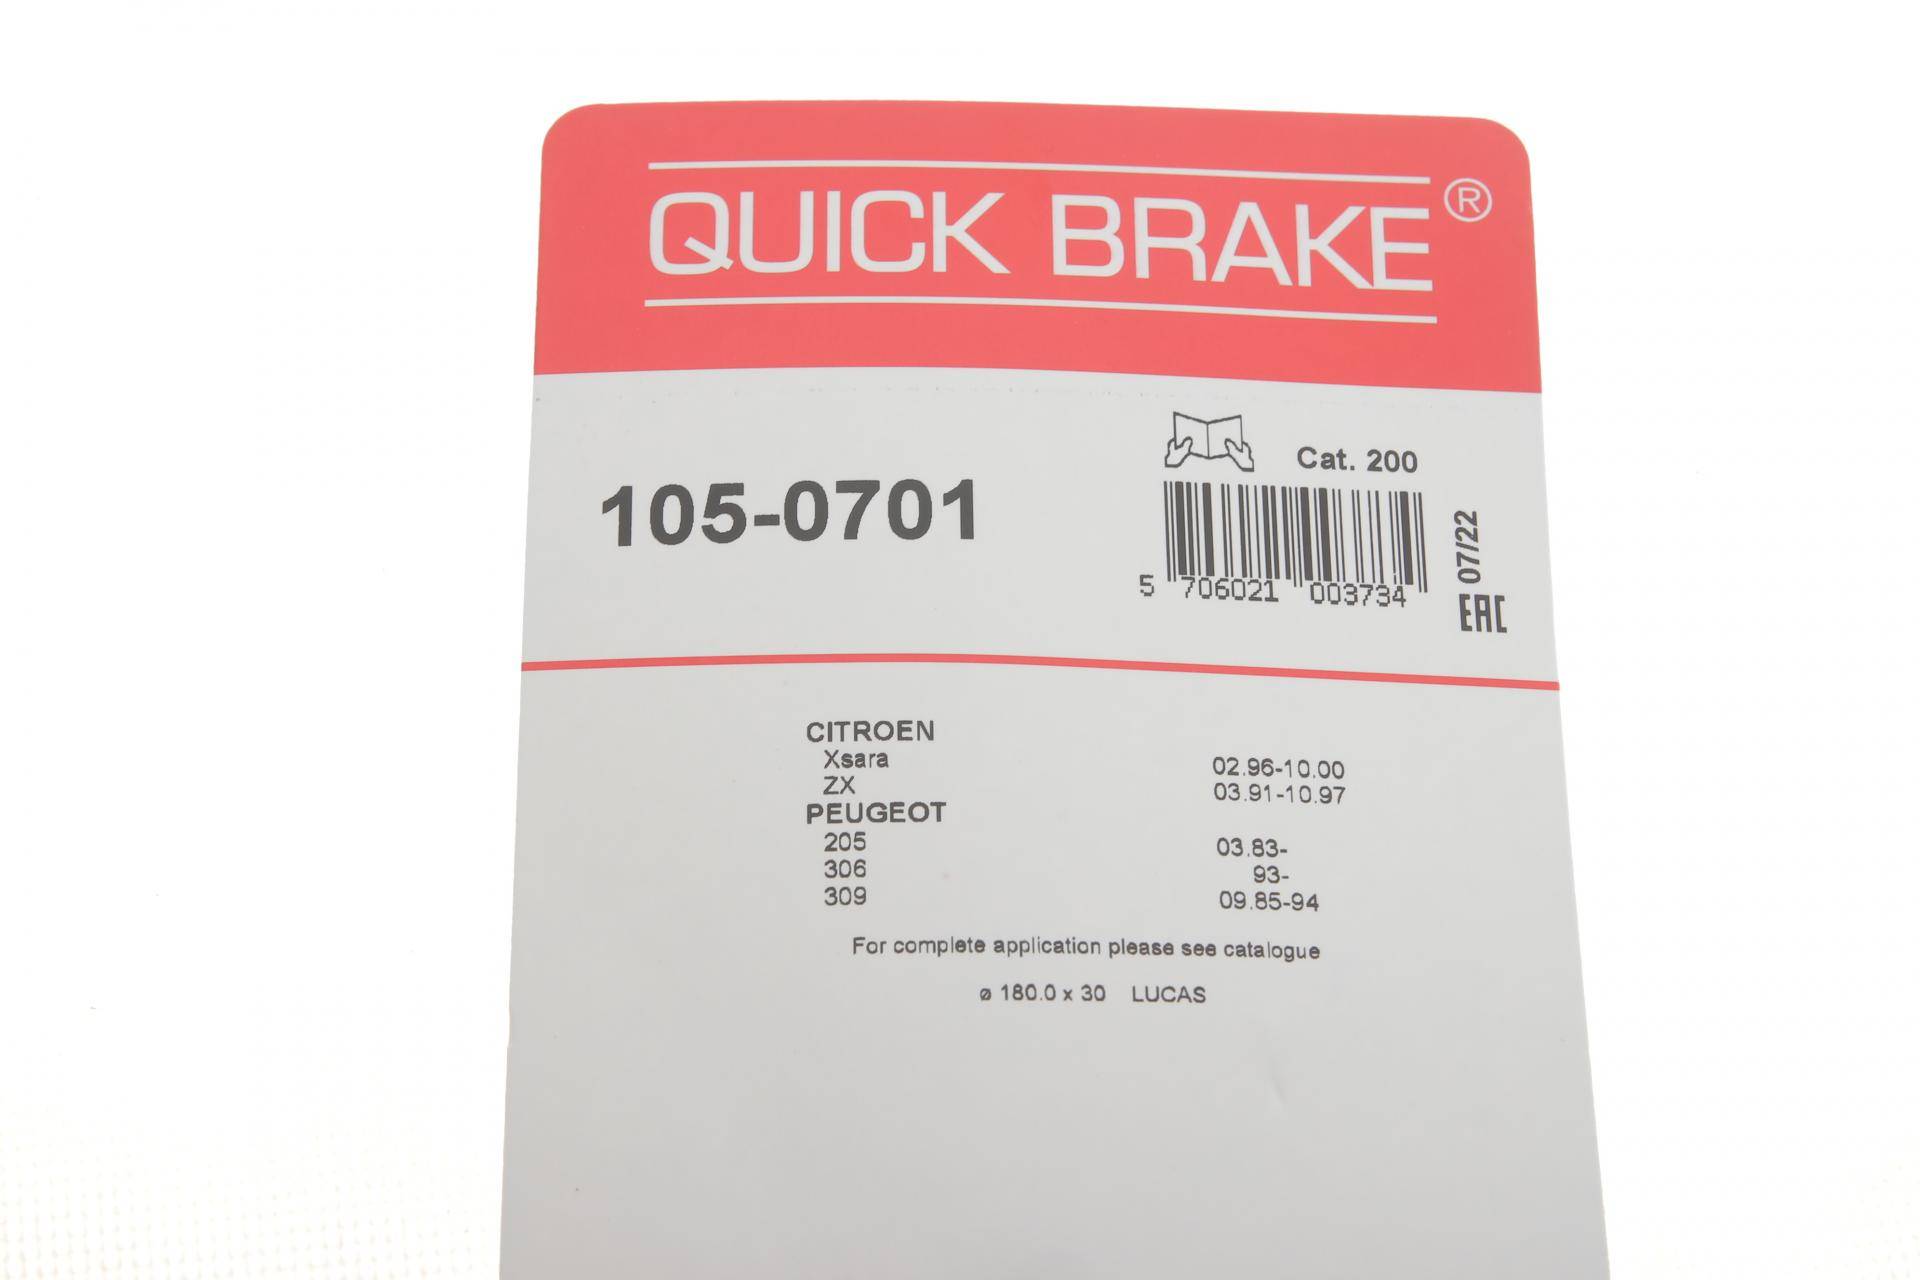 QUICK BRAKE ®
Cat. 200
105-0701
5 706021 003734
07/22
EAC
CITROEN
Xsara 02.96-10.00
ZX 03.91-10.97
PEUGEOT
205 03.83-
306 93-
309 09.85-94
For complete application please see catalogue
ø 180.0 x 30 LUCAS